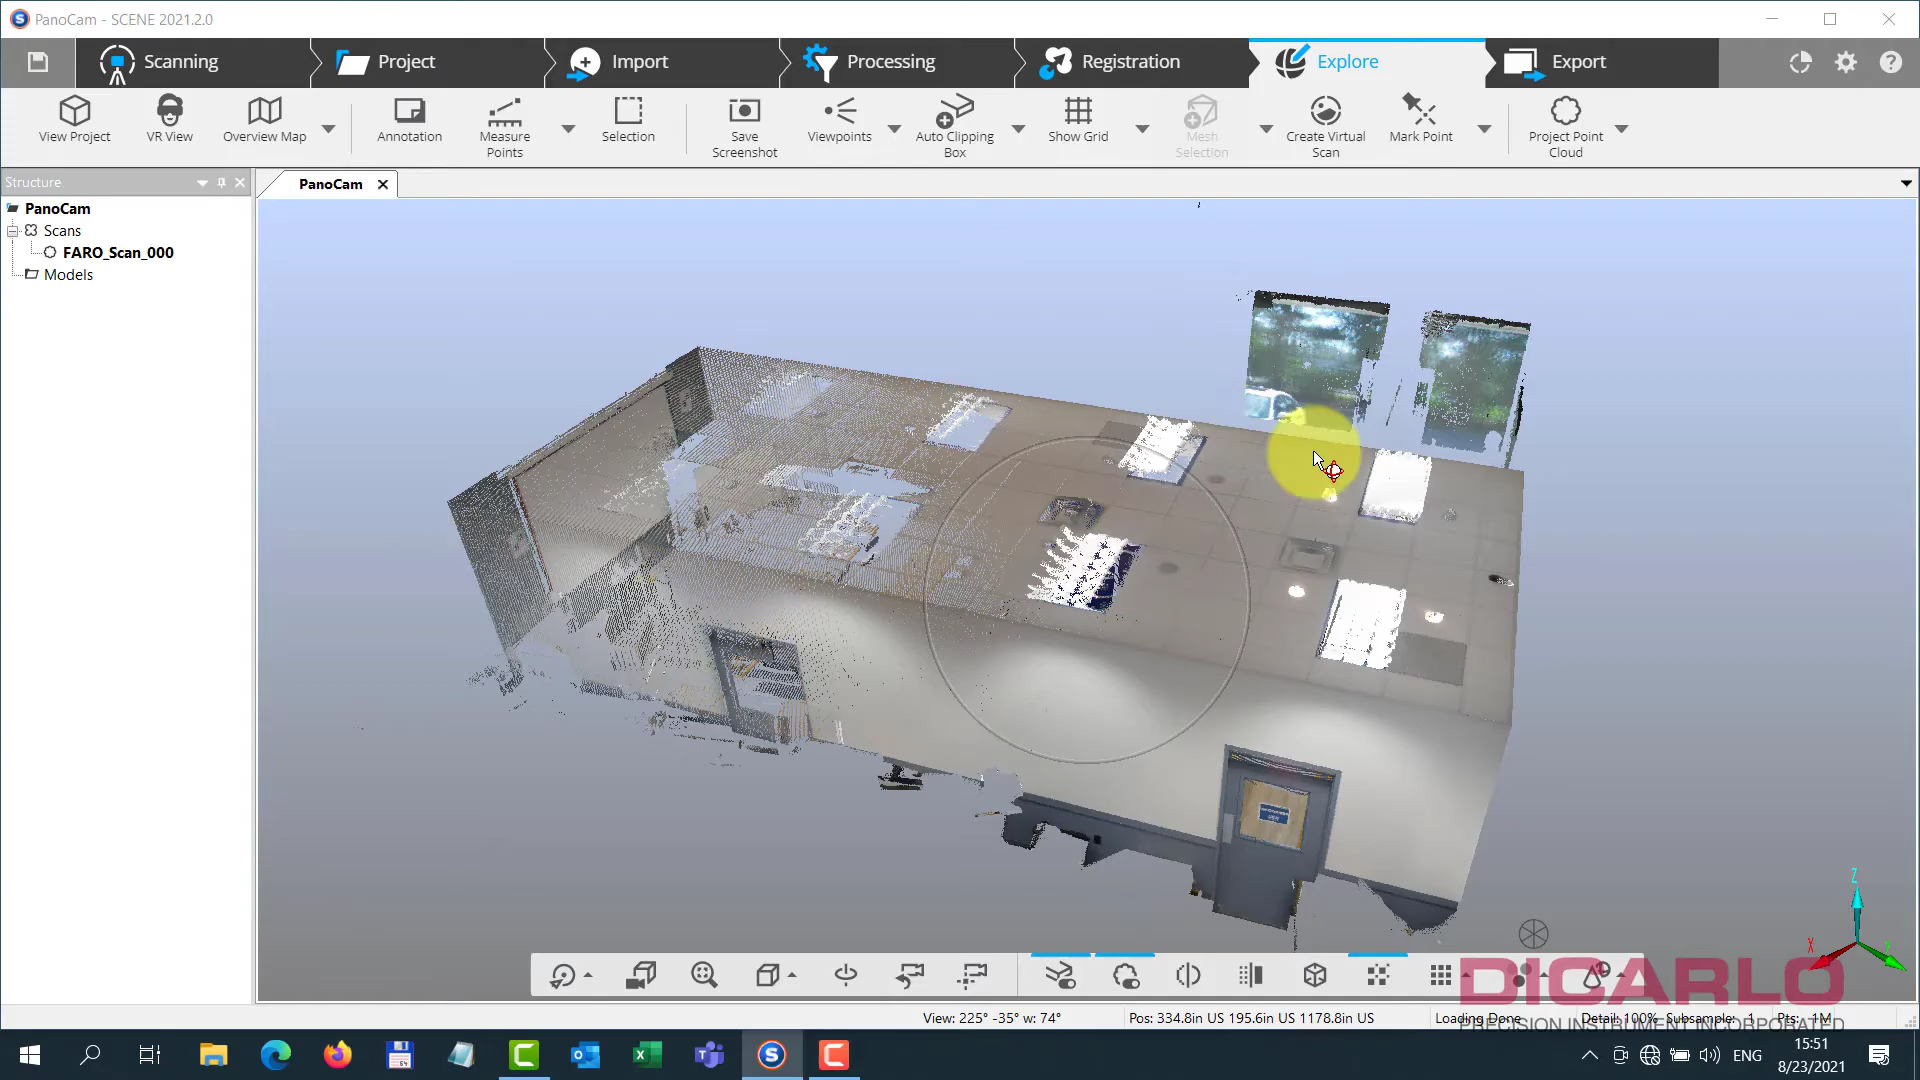 PanoCam - SCENE 2021.2.0
Scanning
Project
Import
Processing
Registration
Explore
Export
View Project
VR View
Overview Map
Annotation
Measure
Points
Selection
Save
Screenshot
Viewpoints
Auto Clipping
Box
Show Grid
Mesh
Selection
Create Virtual
Scan
Mark Point
Project Point
Cloud
Structure
PanoCam
PanoCam
Scans
FARO_Scan_000
Models
Z
X
DICARLO
PRECISION INSTRUMENT INCORPORATED
View: 225° -35° w: 74°
Pos: 334.8in US 195.6in US 1178.8in US
Loading Done
Detail: 100%
Subsample: 1
Pts: 1M
ENG
15:51
8/23/2021